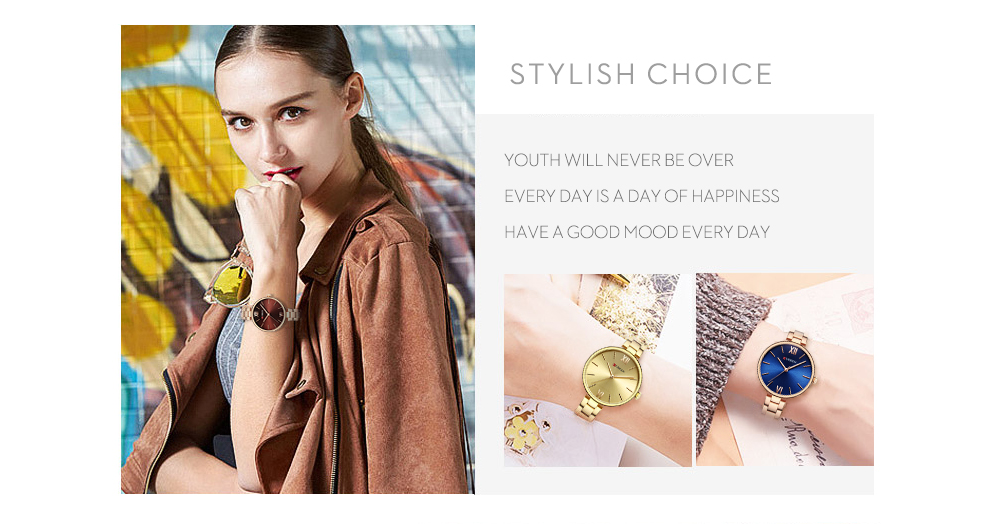 STYLISH CHOICE
YOUTH WILL NEVER BE OVER
EVERY DAY IS A DAY OF HAPPINESS
HAVE A GOOD MOOD EVERY DAY